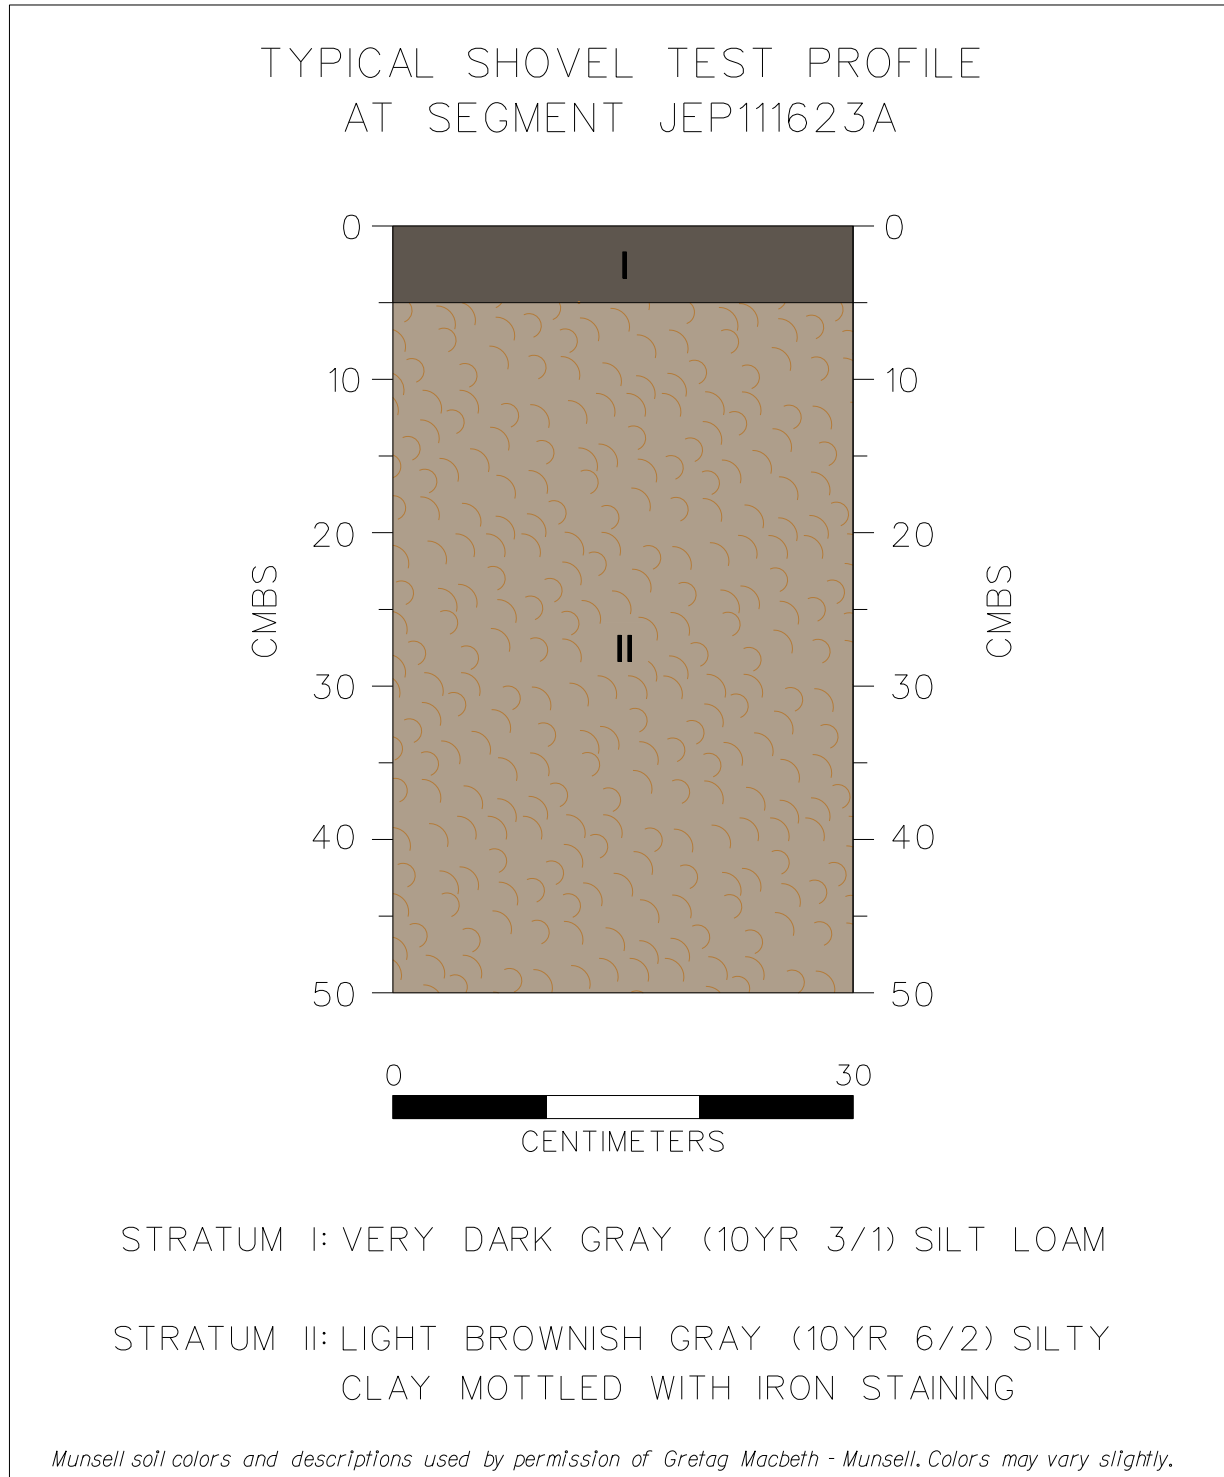 TYPICAL SHOVEL TEST PROFILE
AT SEGMENT JEP111623A
0 0
I
10 10
20 20
CMBS CMBS
II
30 30
40 40
50 50
0 30
CENTIMETERS
STRATUM I: VERY DARK GRAY (10YR 3/1) SILT LOAM
STRATUM II: LIGHT BROWNISH GRAY (10YR 6/2) SILTY
CLAY MOTTLED WITH IRON STAINING
Munsell soil colors and descriptions used by permission of Gretag Macbeth - Munsell. Colors may vary slightly.